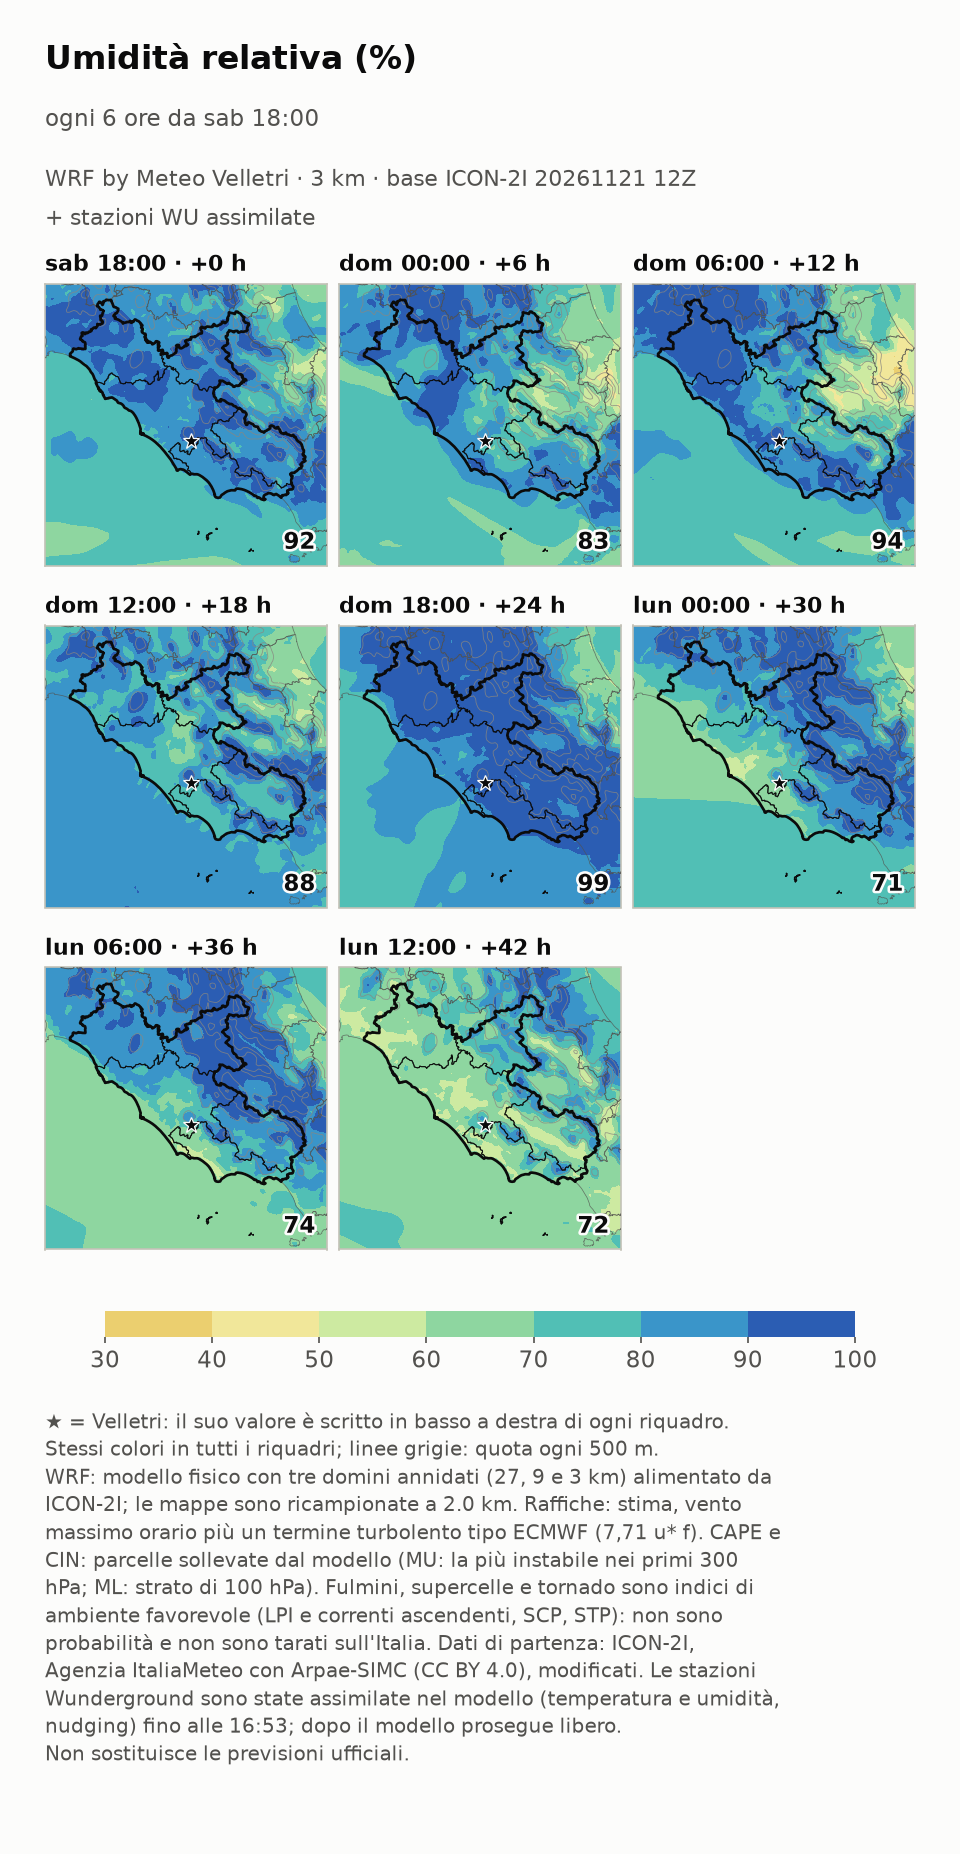 Umidità relativa (%)
ogni 6 ore da sab 18:00
WRF by Meteo Velletri · 3 km · base ICON-2I 20261121 12Z
+ stazioni WU assimilate
sab 18:00 · +0 h
dom 00:00 · +6 h
dom 06:00 · +12 h
92
83
94
dom 12:00 · +18 h
dom 18:00 · +24 h
lun 00:00 · +30 h
88
99
71
lun 06:00 · +36 h
lun 12:00 · +42 h
74
72
30 40 50 60 70 80 90 100
★ = Velletri: il suo valore è scritto in basso a destra di ogni riquadro.
Stessi colori in tutti i riquadri; linee grigie: quota ogni 500 m.
WRF: modello fisico con tre domini annidati (27, 9 e 3 km) alimentato da
ICON-2I; le mappe sono ricampionate a 2.0 km. Raffiche: stima, vento
massimo orario più un termine turbolento tipo ECMWF (7,71 u* f). CAPE e
CIN: parcelle sollevate dal modello (MU: la più instabile nei primi 300
hPa; ML: strato di 100 hPa). Fulmini, supercelle e tornado sono indici di
ambiente favorevole (LPI e correnti ascendenti, SCP, STP): non sono
probabilità e non sono tarati sull'Italia. Dati di partenza: ICON-2I,
Agenzia ItaliaMeteo con Arpae-SIMC (CC BY 4.0), modificati. Le stazioni
Wunderground sono state assimilate nel modello (temperatura e umidità,
nudging) fino alle 16:53; dopo il modello prosegue libero.
Non sostituisce le previsioni ufficiali.